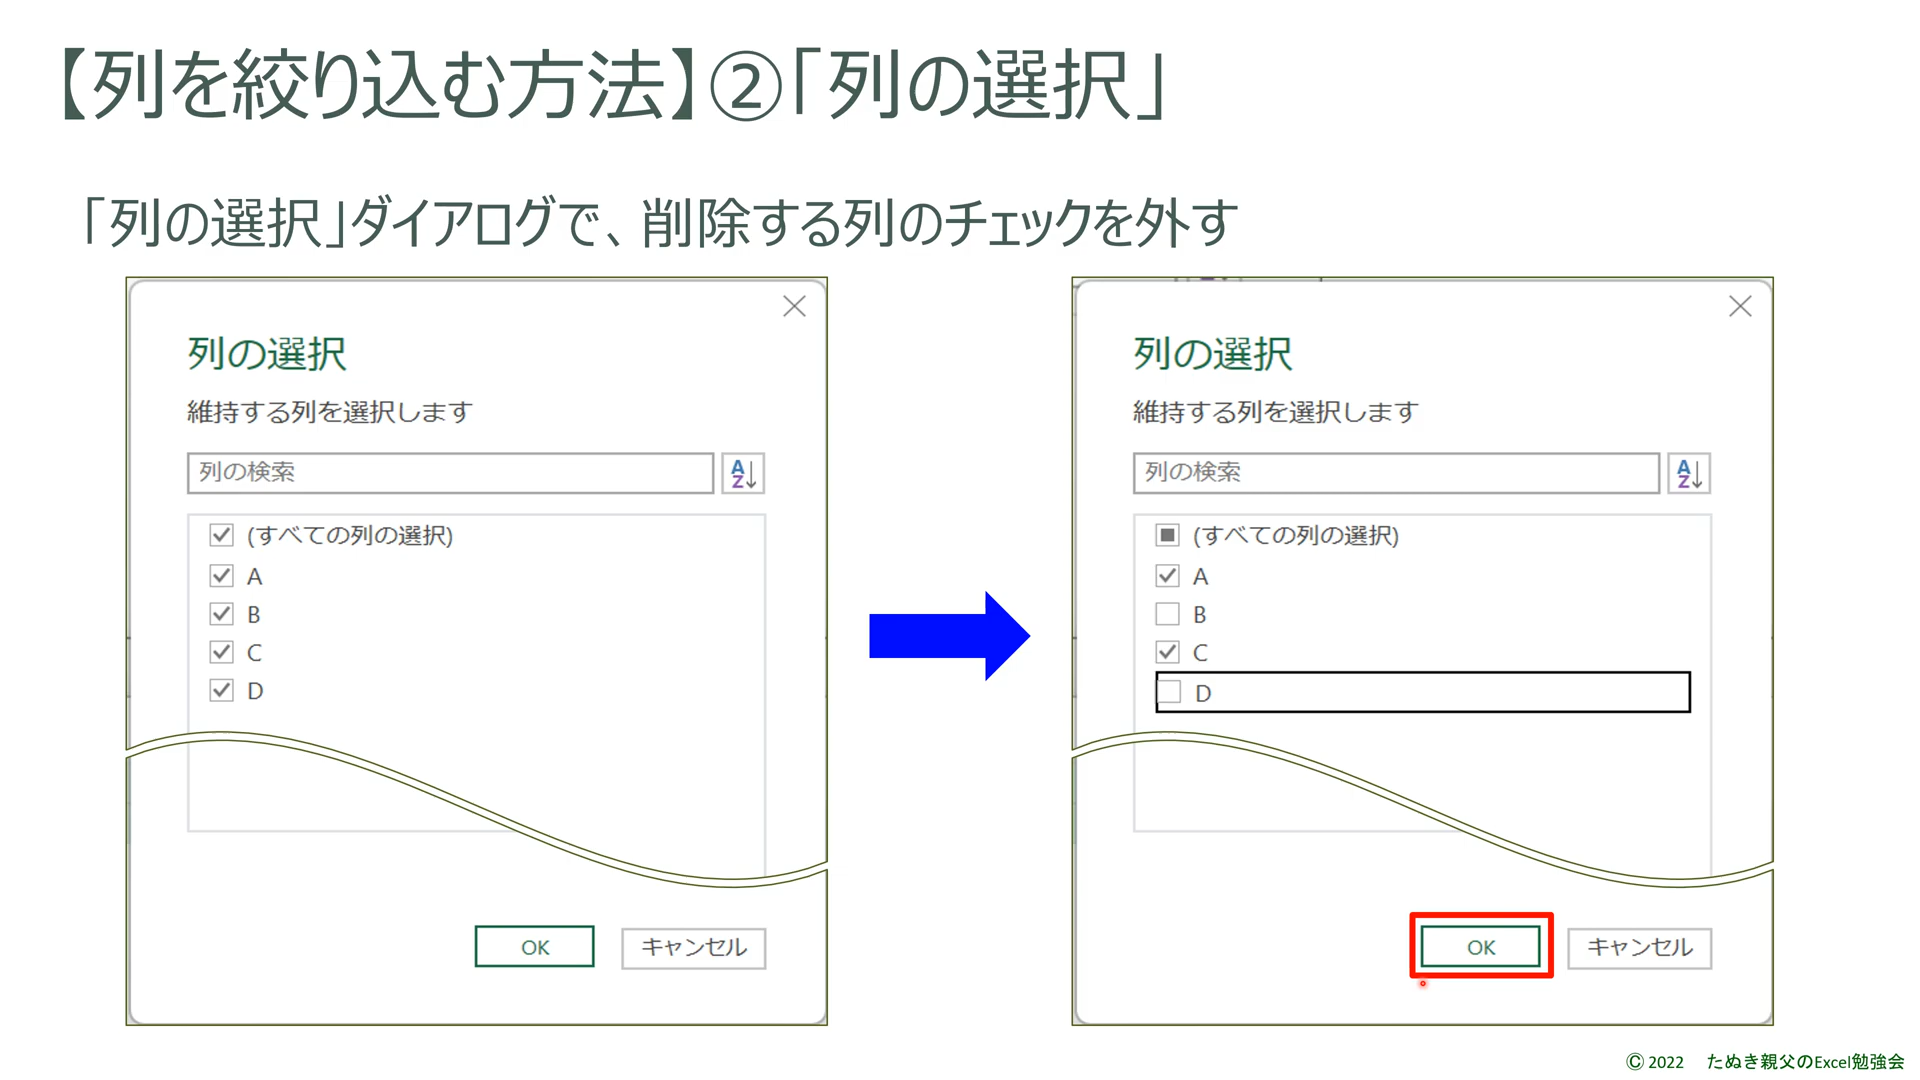 【列を絞り込む方法】②「列の選択」
「列の選択」ダイアログで、削除する列のチェックを外す
列の選択
維持する列を選択します
列の検索
AZ↓
(すべての列の選択)
A
B
C
D
OK キャンセル
列の選択
維持する列を選択します
列の検索
AZ↓
(すべての列の選択)
A
B
C
D
OK キャンセル
© 2022 たぬき親父のExcel勉強会